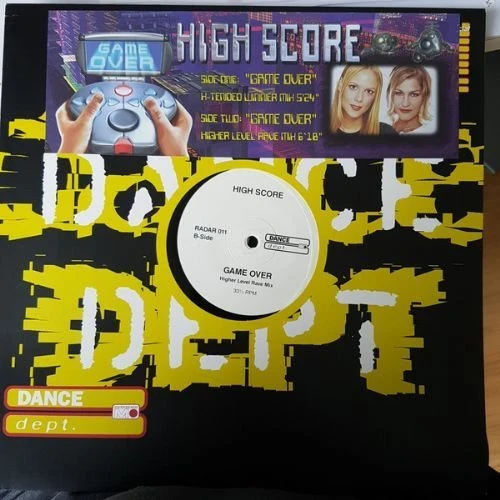 GAME
OVER
HIGH SCORE
SIDE ONE: "GAME OVER"
X-TENDED WINNER MIX 5'24"
SIDE TWO: "GAME OVER"
HIGHER LEVEL RAVE MIX 6'18"
DANCE
DEPT
HIGH SCORE
RADAR 011
B-Side
DANCE
dept.
GAME OVER
Higher Level Rave Mix
33⅓ RPM
DANCE
dept.